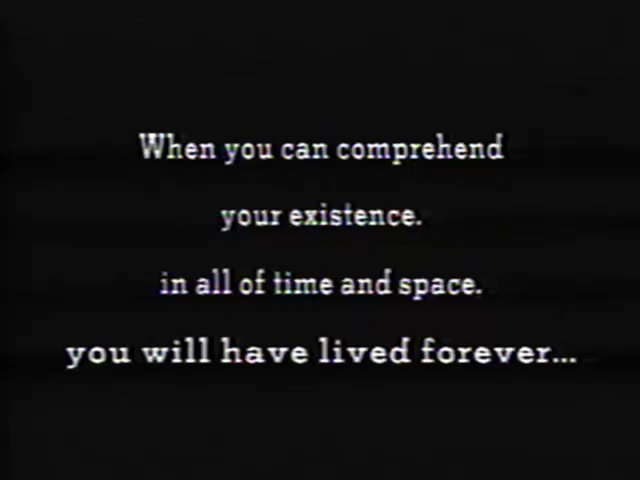 When you can comprehend
your existence.
in all of time and space.
you will have lived forever...